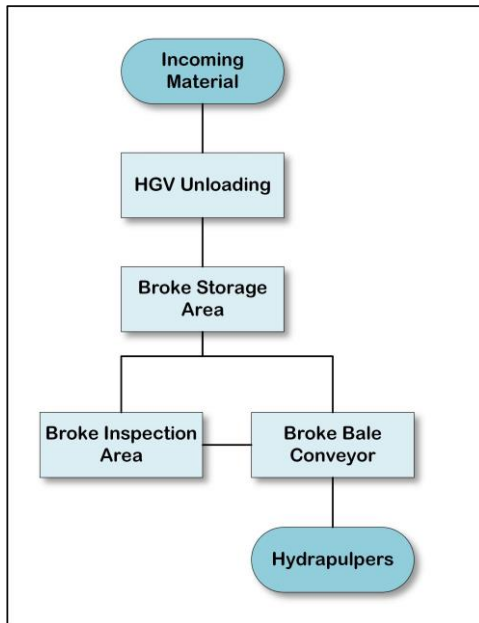 Incoming
Material
HGV Unloading
Broke Storage
Area
Broke Inspection
Area
Broke Bale
Conveyor
Hydrapulpers